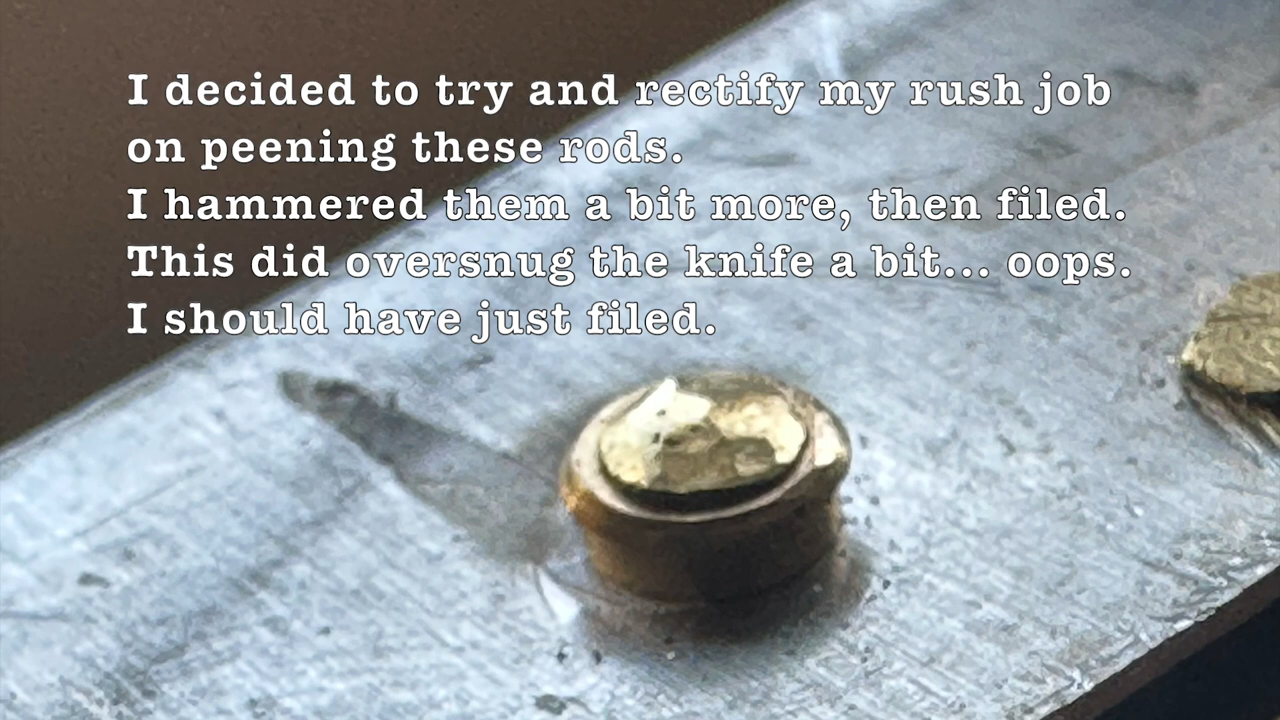 I decided to try and rectify my rush job
on peening these rods.
I hammered them a bit more, then filed.
This did oversnug the knife a bit... oops.
I should have just filed.